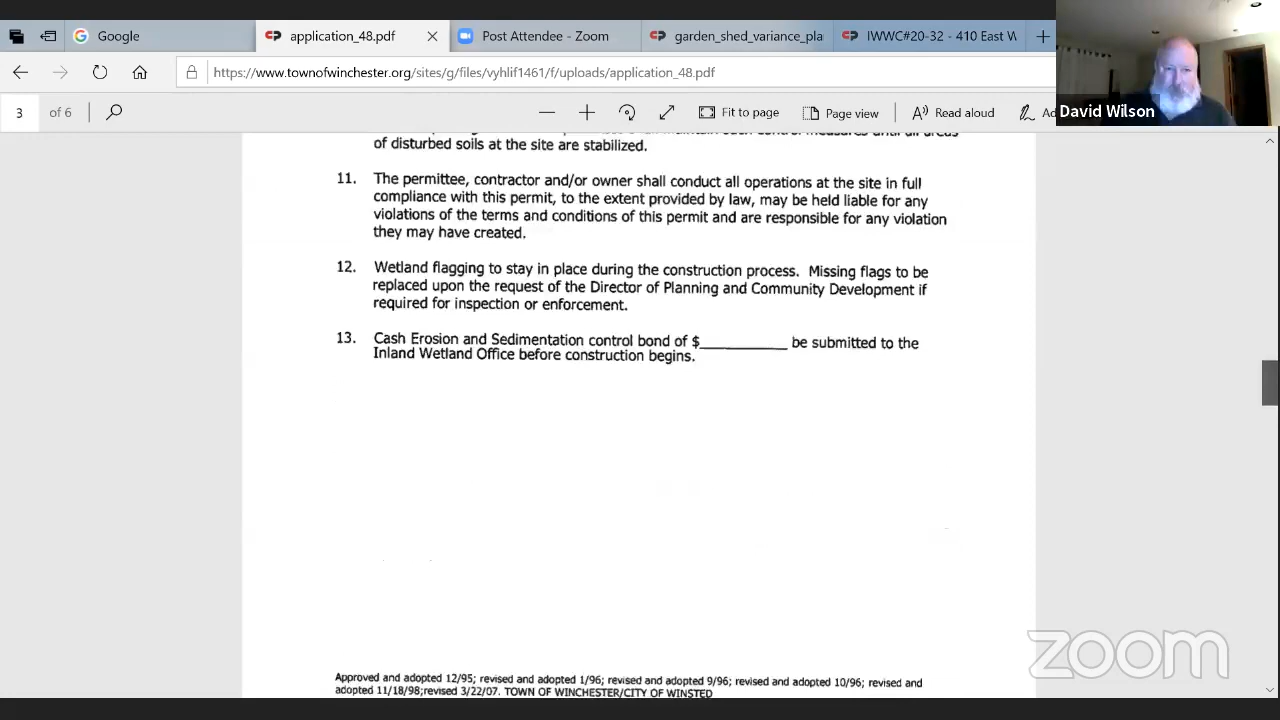 Google
application_48.pdf
Post Attendee - Zoom
garden_shed_variance_pla
IWWC#20-32 - 410 East W
https://www.townofwinchester.org/sites/g/files/vyhlif1461/f/uploads/application_48.pdf
David Wilson
3 of 6
Fit to page
Page view
Read aloud
of disturbed soils at the site are stabilized.
11. The permittee, contractor and/or owner shall conduct all operations at the site in full
compliance with this permit, to the extent provided by law, may be held liable for any
violations of the terms and conditions of this permit and are responsible for any violation
they may have created.
12. Wetland flagging to stay in place during the construction process. Missing flags to be
replaced upon the request of the Director of Planning and Community Development if
required for inspection or enforcement.
13. Cash Erosion and Sedimentation control bond of $__________ be submitted to the
Inland Wetland Office before construction begins.
zoom
Approved and adopted 12/95; revised and adopted 1/96; revised and adopted 9/96; revised and adopted 10/96; revised and
adopted 11/18/98;revised 3/22/07. TOWN OF WINCHESTER/CITY OF WINSTED